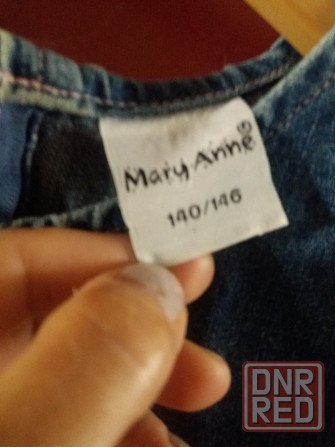 Mary Anne®
140/146
DNR
RED